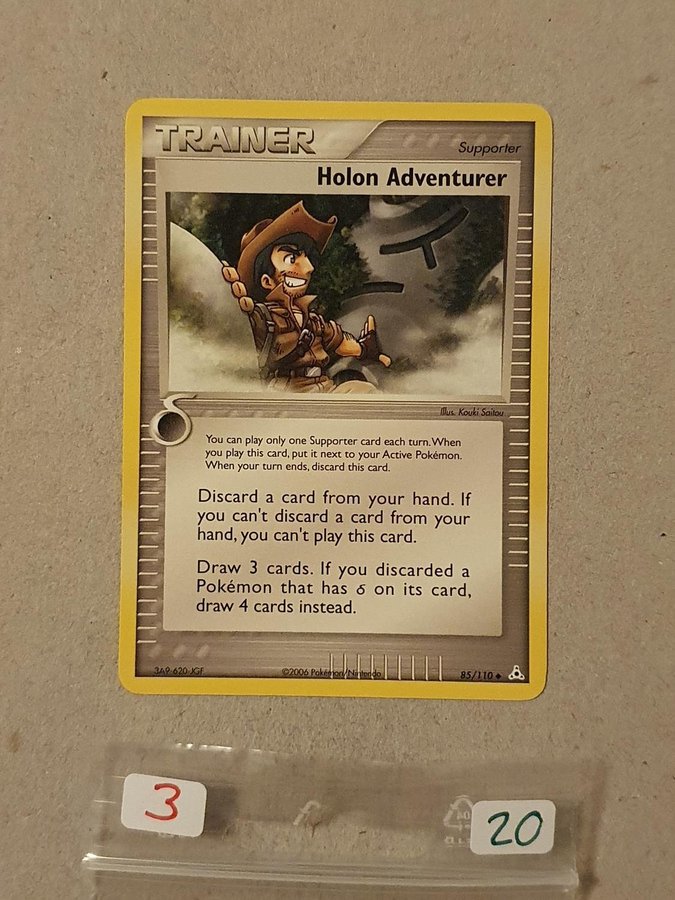 TRAINER
Supporter
Holon Adventurer
Illus. Kouki Saitou
You can play only one Supporter card each turn. When
you play this card, put it next to your Active Pokémon.
When your turn ends, discard this card.
Discard a card from your hand. If
you can't discard a card from your
hand, you can't play this card.
Draw 3 cards. If you discarded a
Pokémon that has δ on its card,
draw 4 cards instead.
3A9-620-JGF
©2006 Pokémon/Nintendo
85/110
3
20